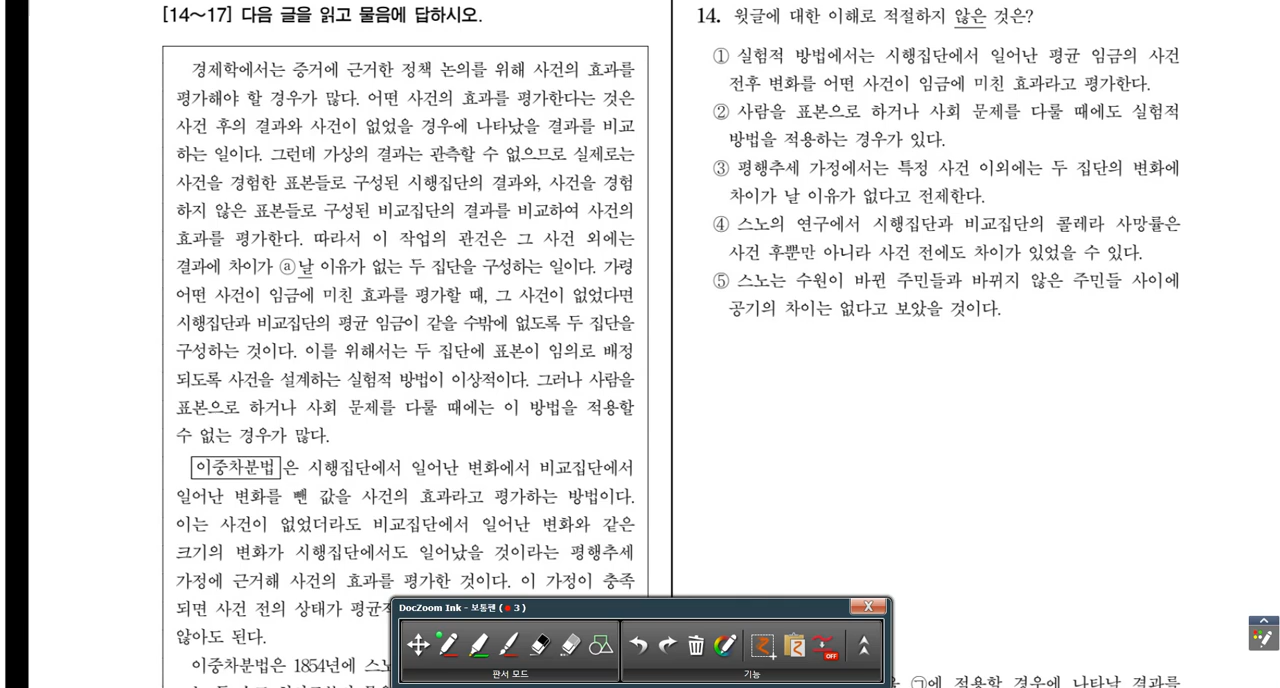 [14～17] 다음 글을 읽고 물음에 답하시오.
경제학에서는 증거에 근거한 정책 논의를 위해 사건의 효과를
평가해야 할 경우가 많다. 어떤 사건의 효과를 평가한다는 것은
사건 후의 결과와 사건이 없었을 경우에 나타났을 결과를 비교
하는 일이다. 그런데 가상의 결과는 관측할 수 없으므로 실제로는
사건을 경험한 표본들로 구성된 시행집단의 결과와, 사건을 경험
하지 않은 표본들로 구성된 비교집단의 결과를 비교하여 사건의
효과를 평가한다. 따라서 이 작업의 관건은 그 사건 외에는
결과에 차이가 ⓐ날 이유가 없는 두 집단을 구성하는 일이다. 가령
어떤 사건이 임금에 미친 효과를 평가할 때, 그 사건이 없었다면
시행집단과 비교집단의 평균 임금이 같을 수밖에 없도록 두 집단을
구성하는 것이다. 이를 위해서는 두 집단에 표본이 임의로 배정
되도록 사건을 설계하는 실험적 방법이 이상적이다. 그러나 사람을
표본으로 하거나 사회 문제를 다룰 때에는 이 방법을 적용할
수 없는 경우가 많다.
이중차분법은 시행집단에서 일어난 변화에서 비교집단에서
일어난 변화를 뺀 값을 사건의 효과라고 평가하는 방법이다.
이는 사건이 없었더라도 비교집단에서 일어난 변화와 같은
크기의 변화가 시행집단에서도 일어났을 것이라는 평행추세
가정에 근거해 사건의 효과를 평가한 것이다. 이 가정이 충족
되면 사건 전의 상태가
않아도 된다.
이중차분법은 1854년에
14. 윗글에 대한 이해로 적절하지 않은 것은?
① 실험적 방법에서는 시행집단에서 일어난 평균 임금의 사건
전후 변화를 어떤 사건이 임금에 미친 효과라고 평가한다.
② 사람을 표본으로 하거나 사회 문제를 다룰 때에도 실험적
방법을 적용하는 경우가 있다.
③ 평행추세 가정에서는 특정 사건 이외에는 두 집단의 변화에
차이가 날 이유가 없다고 전제한다.
④ 스노의 연구에서 시행집단과 비교집단의 콜레라 사망률은
사건 후뿐만 아니라 사건 전에도 차이가 있었을 수 있다.
⑤ 스노는 수원이 바뀐 주민들과 바뀌지 않은 주민들 사이에
공기의 차이는 없다고 보았을 것이다.
㉠에 적용할 경우에 나타날 결과를
DocZoom Ink - 보통펜 ( 3 )
X
OFF
판서 모드
기능